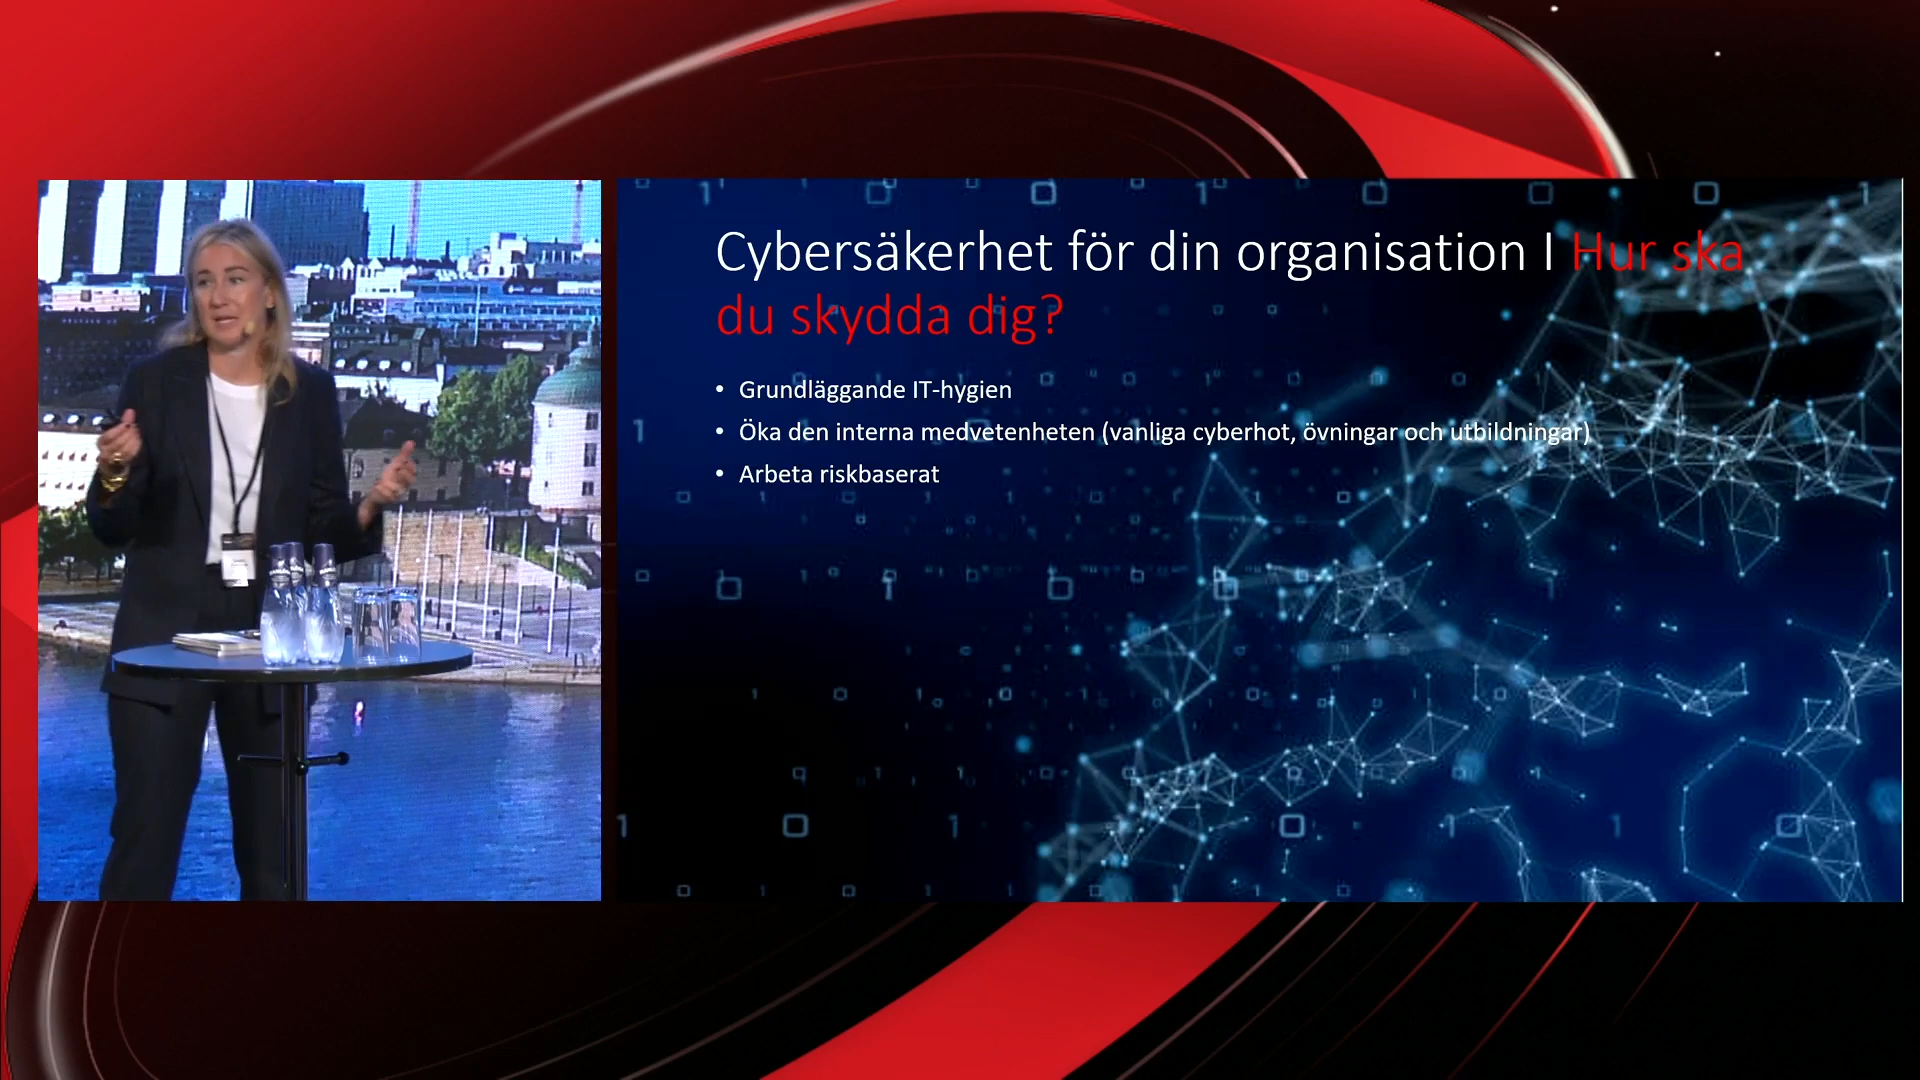 Cybersäkerhet för din organisation I Hur ska
du skydda dig?
• Grundläggande IT-hygien
• Öka den interna medvetenheten (vanliga cyberhot, övningar och utbildningar)
• Arbeta riskbaserat